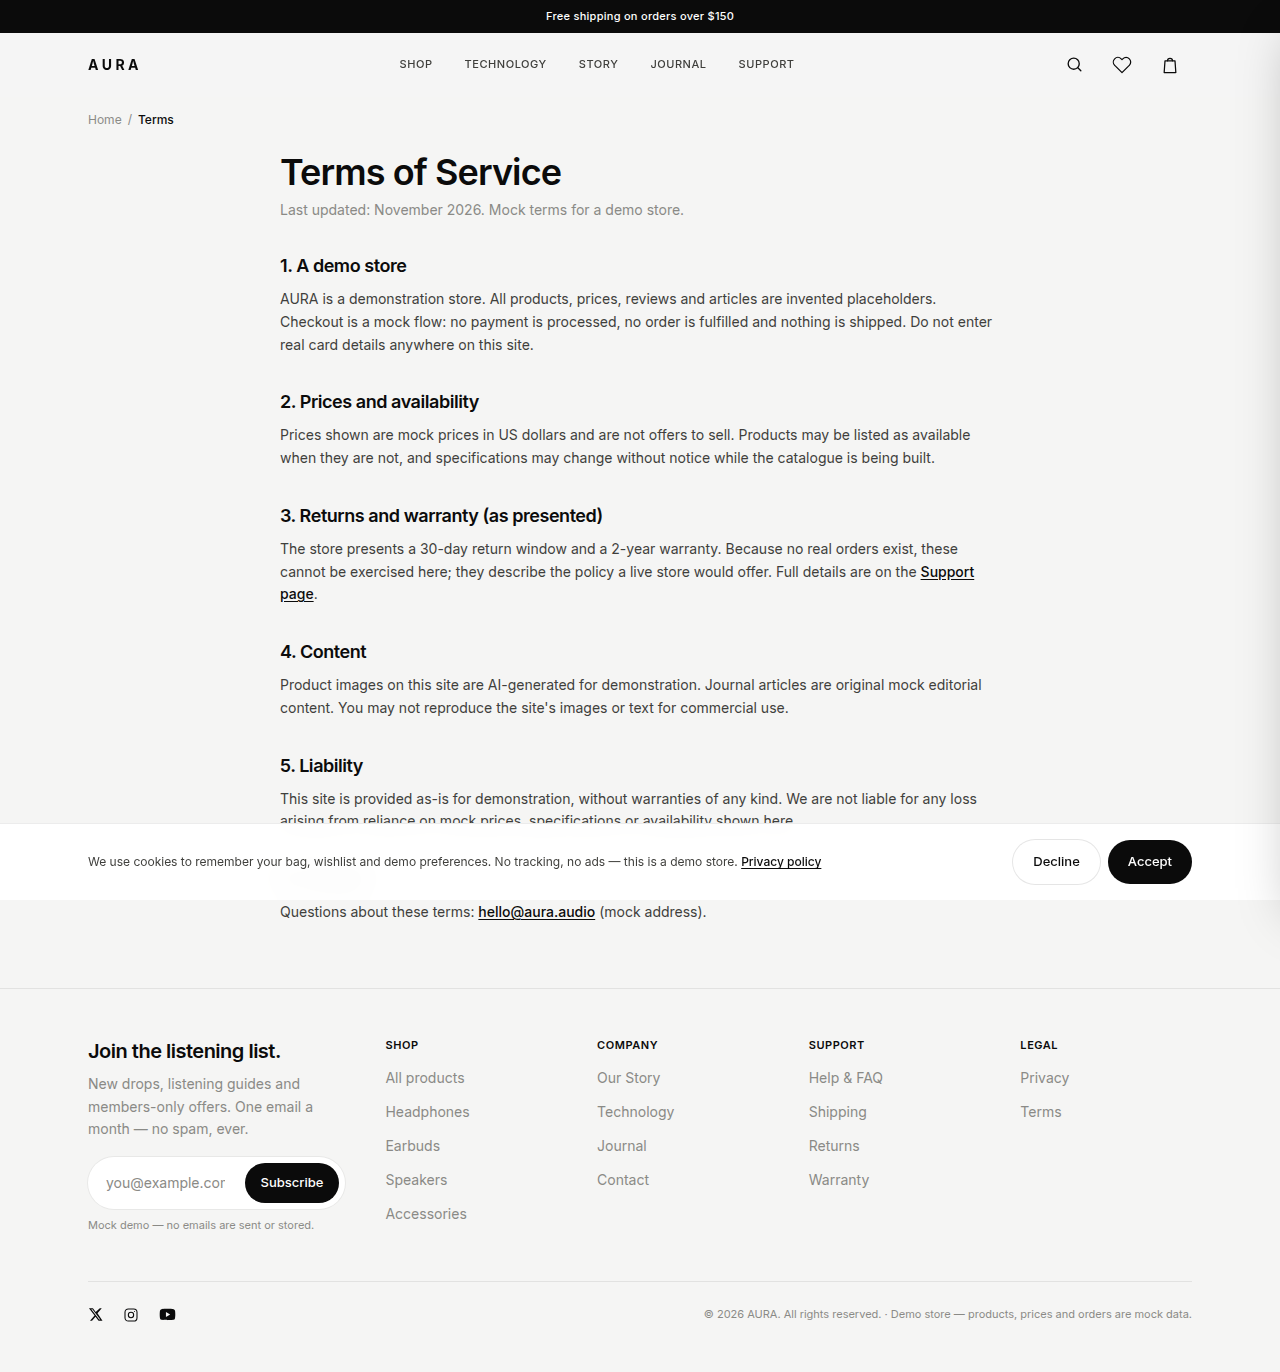 Free shipping on orders over $150
AURA
SHOP
TECHNOLOGY
STORY
JOURNAL
SUPPORT
Home / Terms
Terms of Service
Last updated: November 2026. Mock terms for a demo store.
1. A demo store
AURA is a demonstration store. All products, prices, reviews and articles are invented placeholders.
Checkout is a mock flow: no payment is processed, no order is fulfilled and nothing is shipped. Do not enter
real card details anywhere on this site.
2. Prices and availability
Prices shown are mock prices in US dollars and are not offers to sell. Products may be listed as available
when they are not, and specifications may change without notice while the catalogue is being built.
3. Returns and warranty (as presented)
The store presents a 30-day return window and a 2-year warranty. Because no real orders exist, these
cannot be exercised here; they describe the policy a live store would offer. Full details are on the Support
page.
4. Content
Product images on this site are AI-generated for demonstration. Journal articles are original mock editorial
content. You may not reproduce the site's images or text for commercial use.
5. Liability
This site is provided as-is for demonstration, without warranties of any kind. We are not liable for any loss
arising from reliance on mock prices, specifications or availability shown here.
We use cookies to remember your bag, wishlist and demo preferences. No tracking, no ads — this is a demo store. Privacy policy
Decline
Accept
Questions about these terms: hello@aura.audio (mock address).
Join the listening list.
New drops, listening guides and
members-only offers. One email a
month — no spam, ever.
you@example.cor
Subscribe
Mock demo — no emails are sent or stored.
SHOP
All products
Headphones
Earbuds
Speakers
Accessories
COMPANY
Our Story
Technology
Journal
Contact
SUPPORT
Help & FAQ
Shipping
Returns
Warranty
LEGAL
Privacy
Terms
© 2026 AURA. All rights reserved. · Demo store — products, prices and orders are mock data.